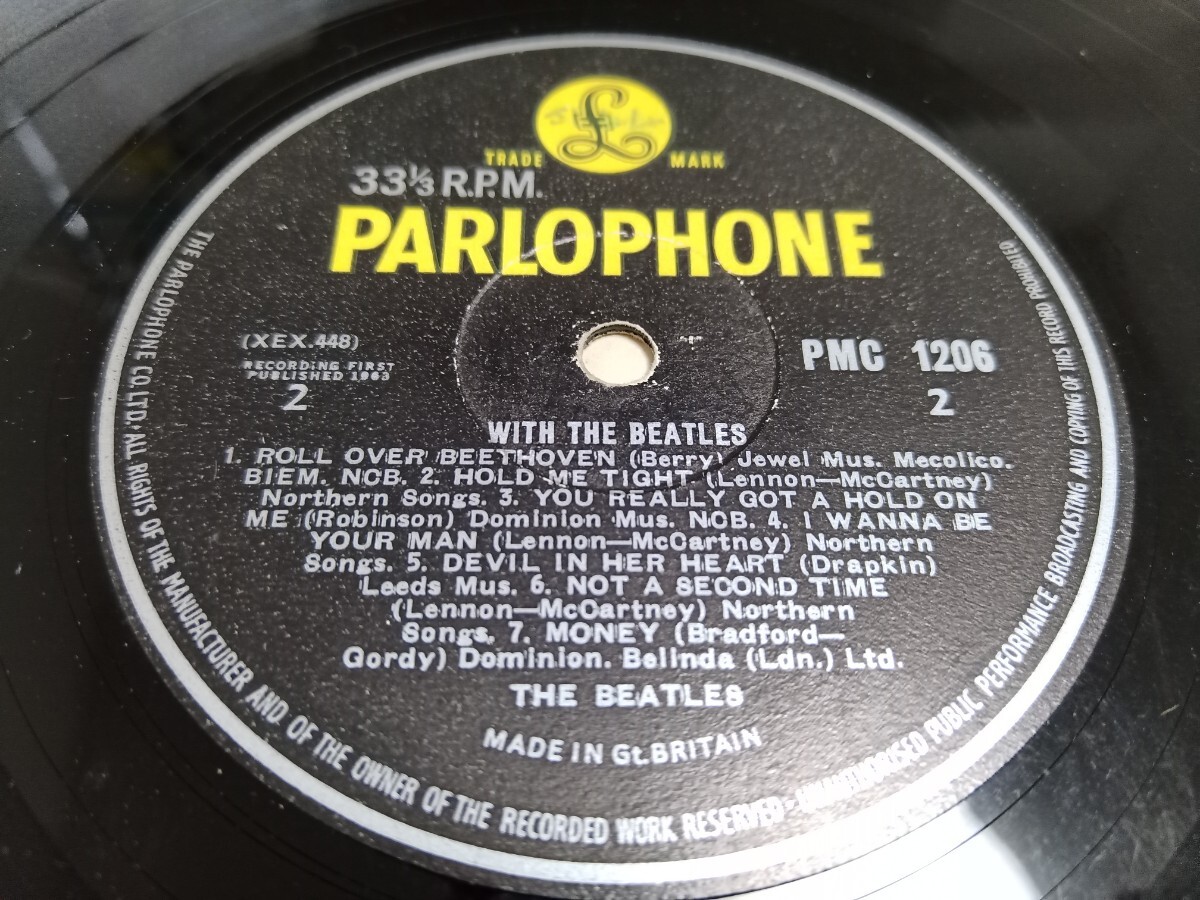 £
TRADE MARK
33⅓ R.P.M.
PARLOPHONE
(XEX.448)
RECORDING FIRST
PUBLISHED 1963
2
PMC 1206
2
WITH THE BEATLES
1. ROLL OVER BEETHOVEN (Berry) Jewel Mus. Mecolico.
BIEM. NCB. 2. HOLD ME TIGHT (Lennon—McCartney)
Northern Songs. 3. YOU REALLY GOT A HOLD ON
ME (Robinson) Dominion Mus. NCB. 4. I WANNA BE
YOUR MAN (Lennon—McCartney) Northern
Songs. 5. DEVIL IN HER HEART (Drapkin)
Leeds Mus. 6. NOT A SECOND TIME
(Lennon—McCartney) Northern
Songs. 7. MONEY (Bradford—
Gordy) Dominion. Belinda (Ldn.) Ltd.
THE BEATLES
MADE IN Gt. BRITAIN
THE PARLOPHONE CO. LTD. ALL RIGHTS OF THE MANUFACTURER AND OF THE OWNER OF THE RECORDED WORK RESERVED · UNAUTHORISED PUBLIC PERFORMANCE BROADCASTING AND COPYING OF THIS RECORD PROHIBITED